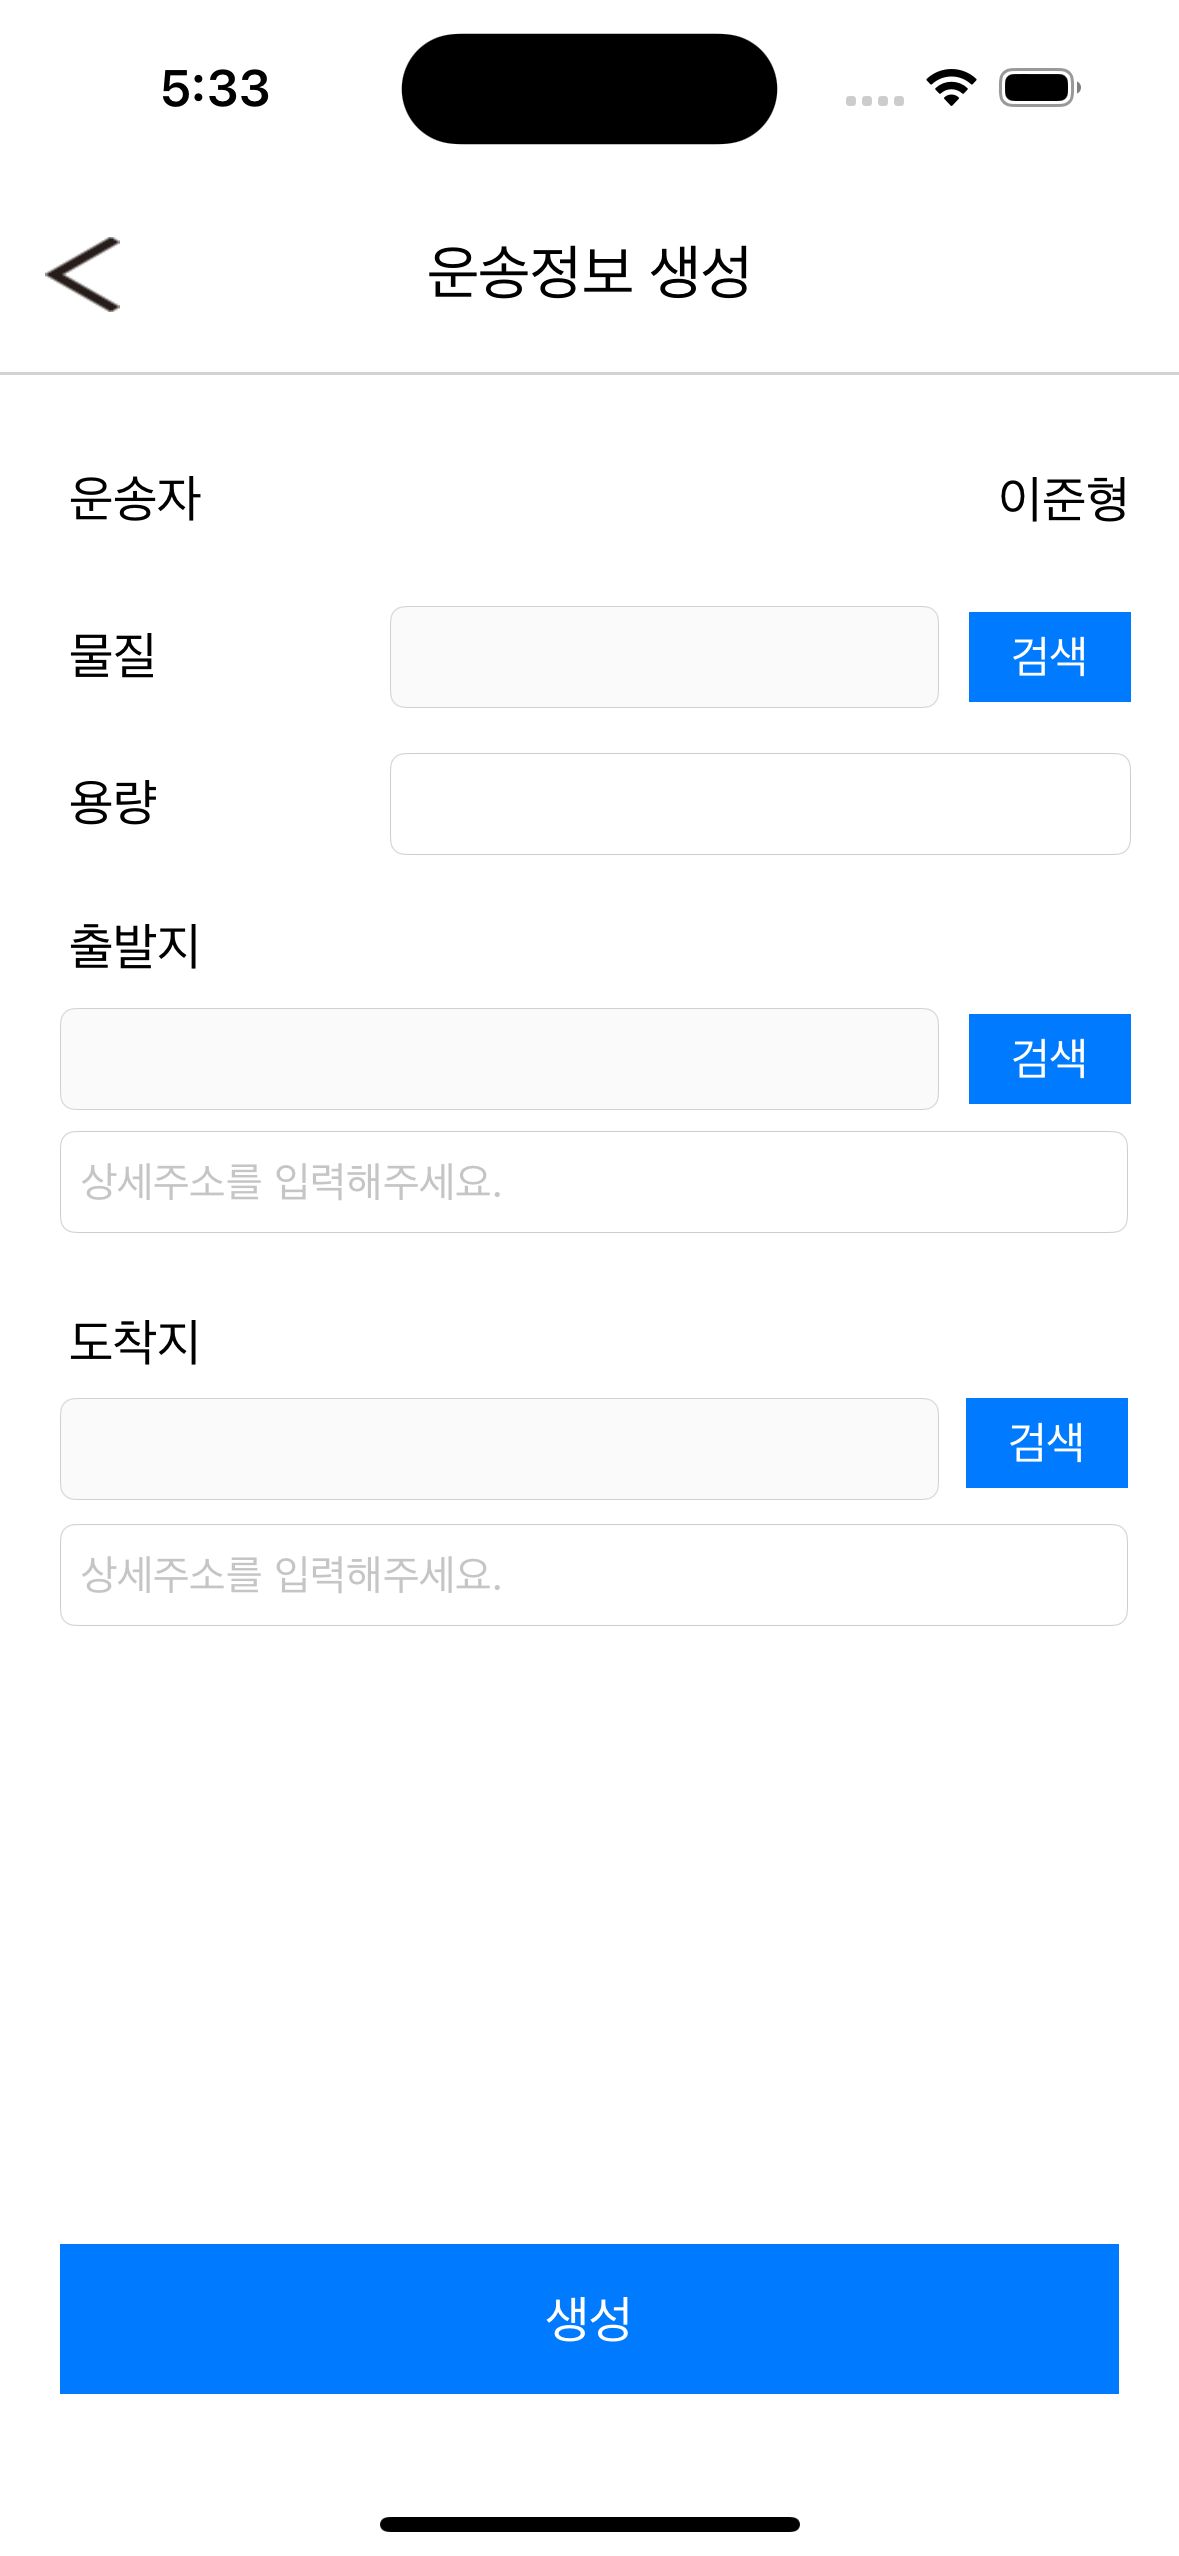 5:33
운송정보 생성
운송자 이준형
물질 검색
용량
출발지
검색
상세주소를 입력해주세요.
도착지
검색
상세주소를 입력해주세요.
생성